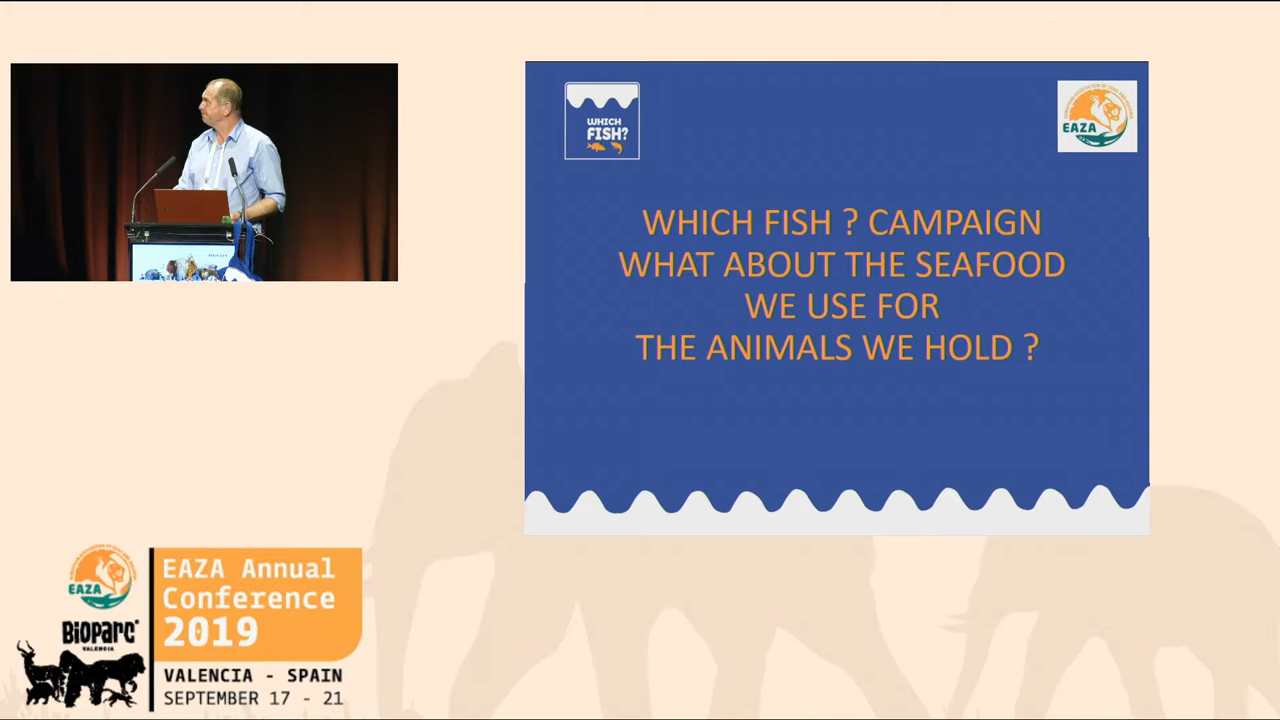 WHICH
FISH?
EAZA
WHICH FISH ? CAMPAIGN
WHAT ABOUT THE SEAFOOD
WE USE FOR
THE ANIMALS WE HOLD ?
EAZA
BIOPARC
VALENCIA
EAZA Annual
Conference
2019
VALENCIA - SPAIN
SEPTEMBER 17 - 21